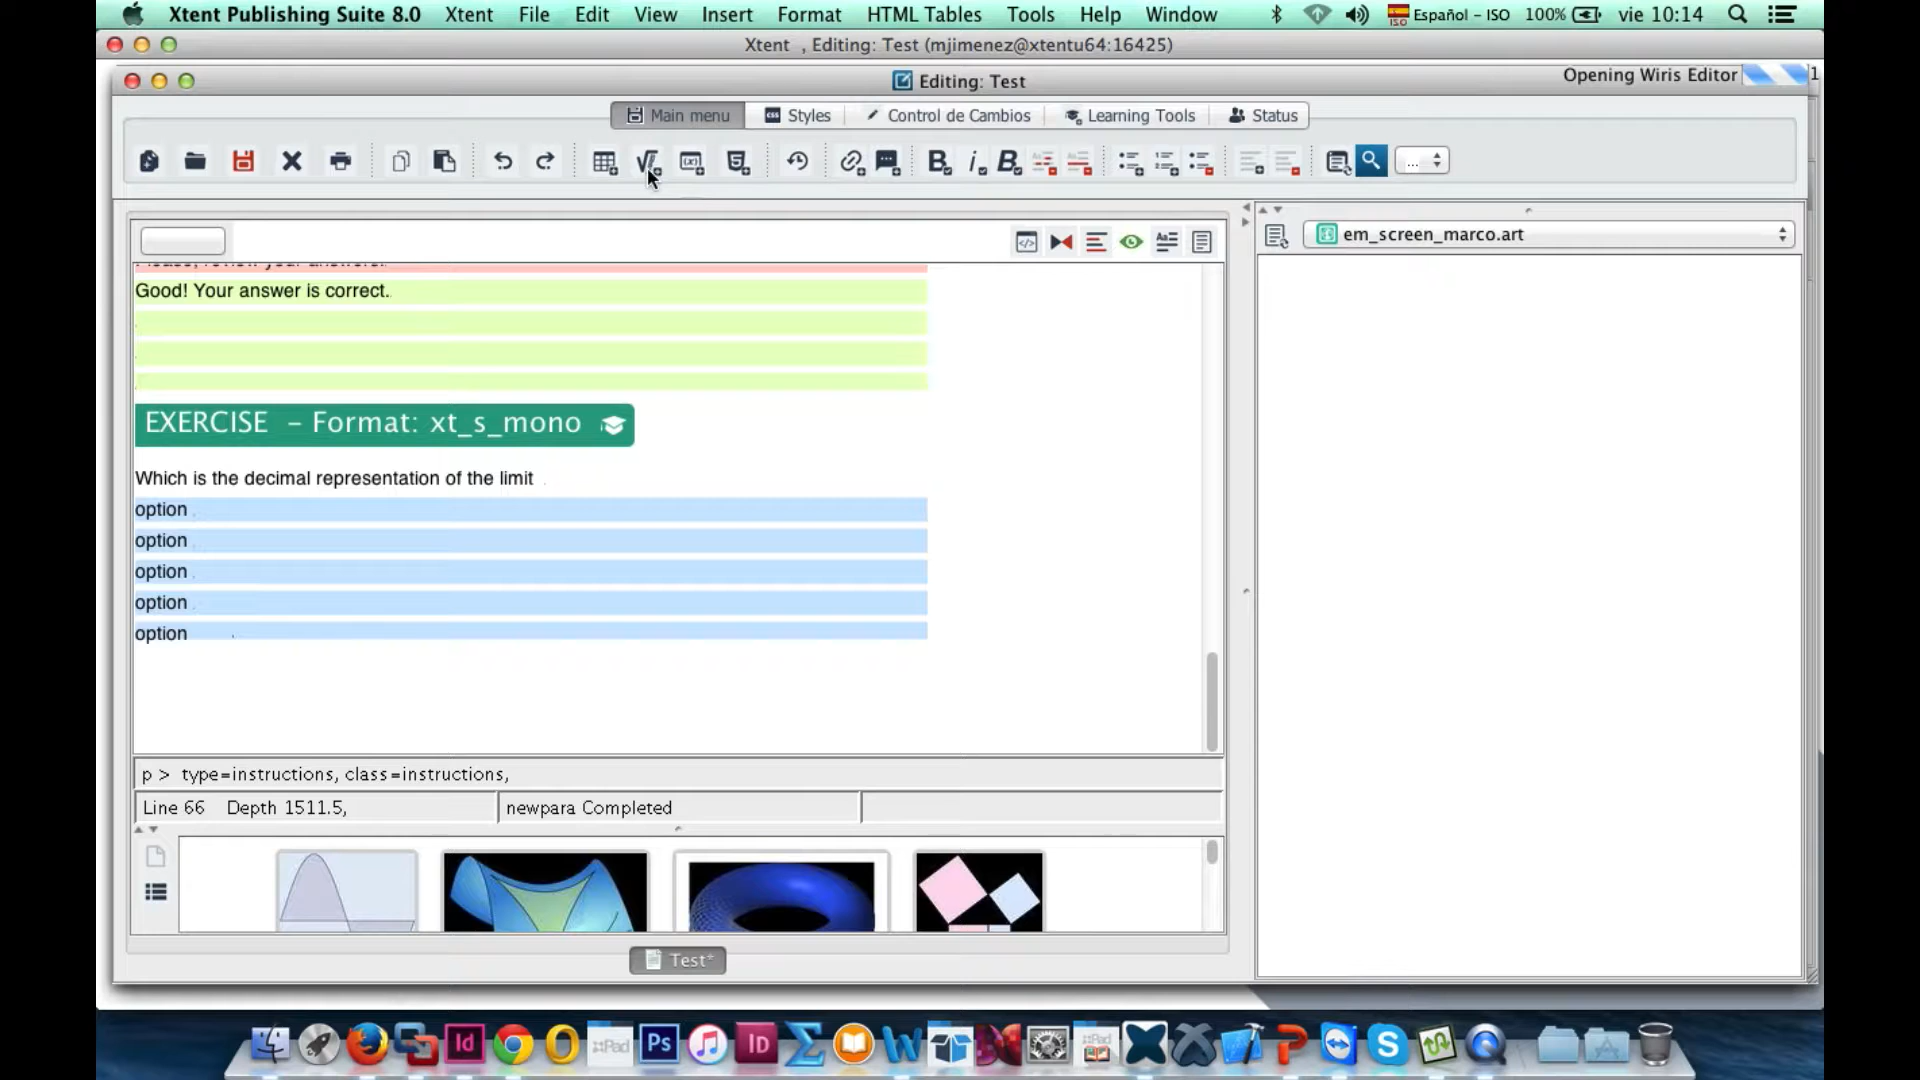 Xtent Publishing Suite 8.0 Xtent File Edit View Insert Format HTML Tables Tools Help Window Español - ISO 100% vie 10:14
Xtent , Editing: Test (mjimenez@xtentu64:16425)
Editing: Test
Opening Wiris Editor
Main menu Styles Control de Cambios Learning Tools Status
...
em_screen_marco.art
Good! Your answer is correct.
EXERCISE – Format: xt_s_mono
Which is the decimal representation of the limit
option
option
option
option
option
p > type=instructions, class=instructions,
Line 66 Depth 1511.5,
newpara Completed
Test*